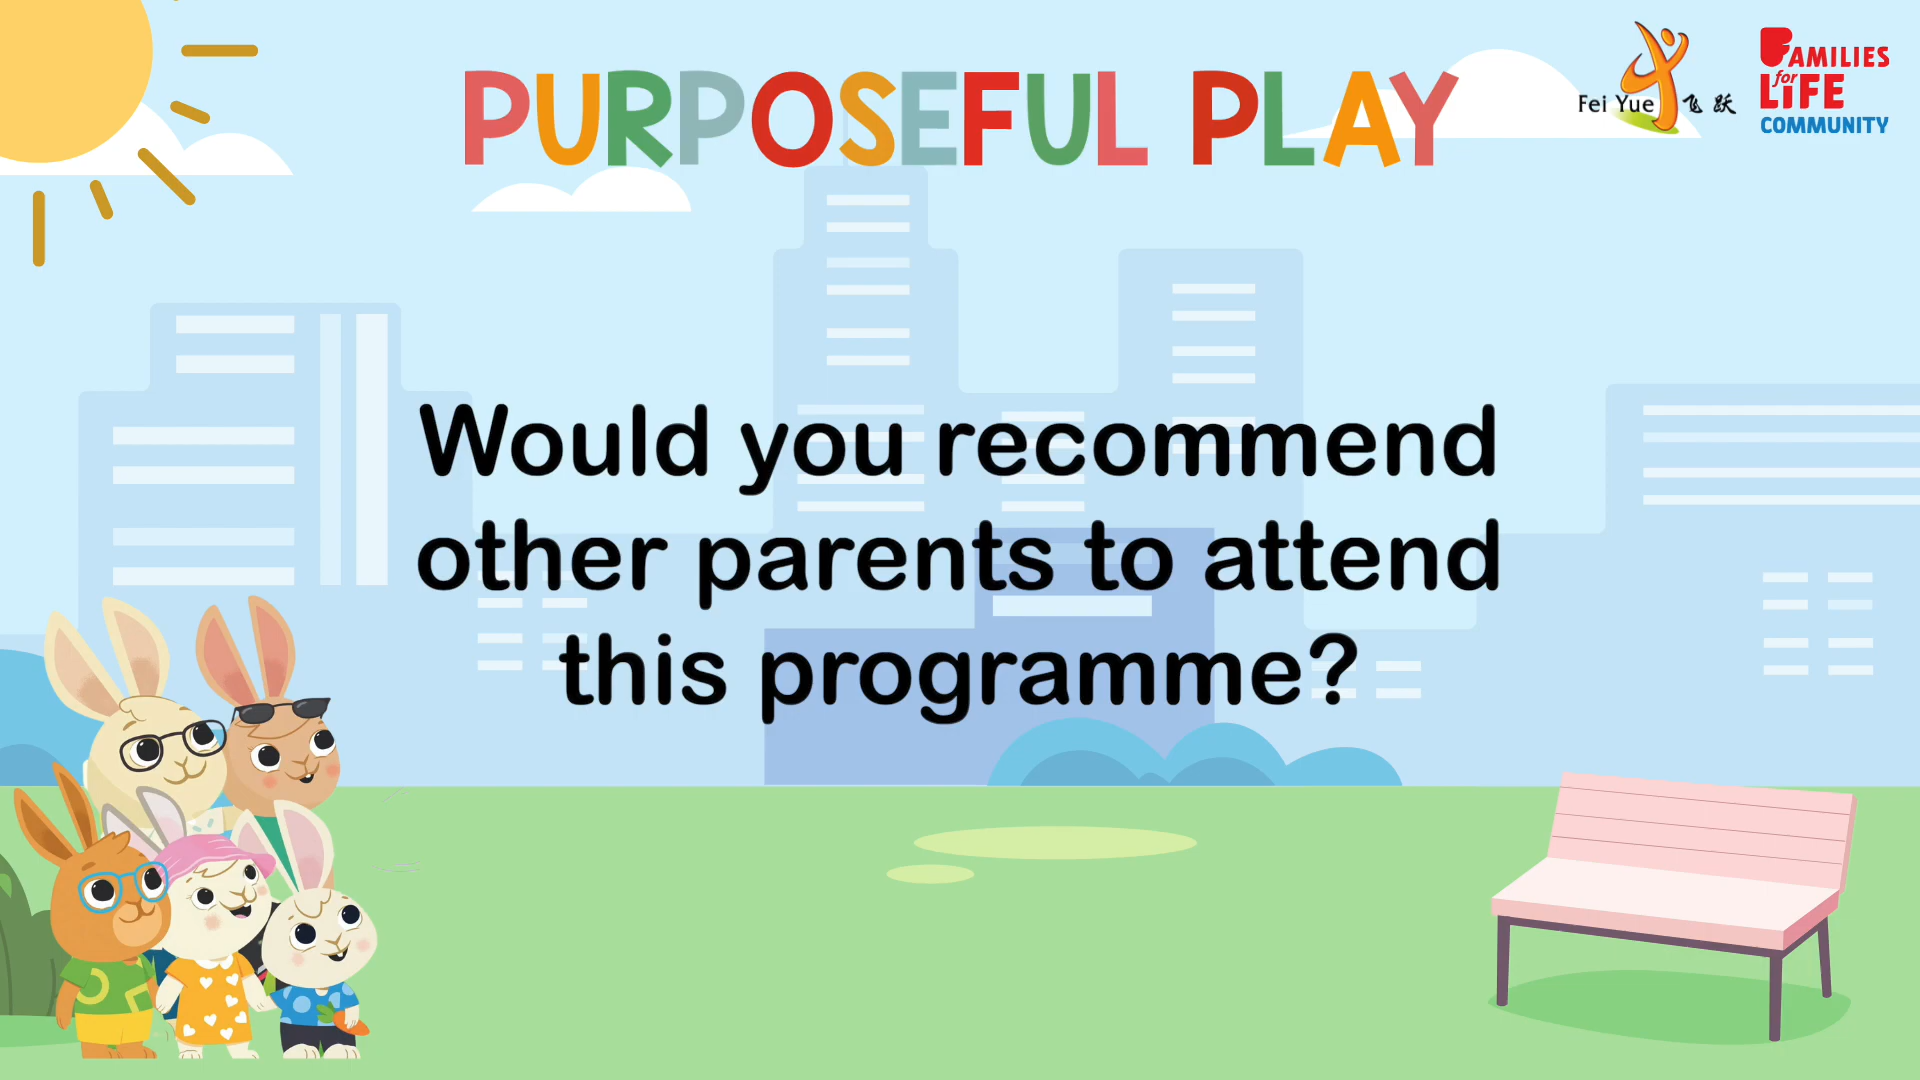 PURPOSEFUL PLAY
Fei Yue 飞跃
FAMILIES
for
LIFE
COMMUNITY
Would you recommend
other parents to attend
this programme?